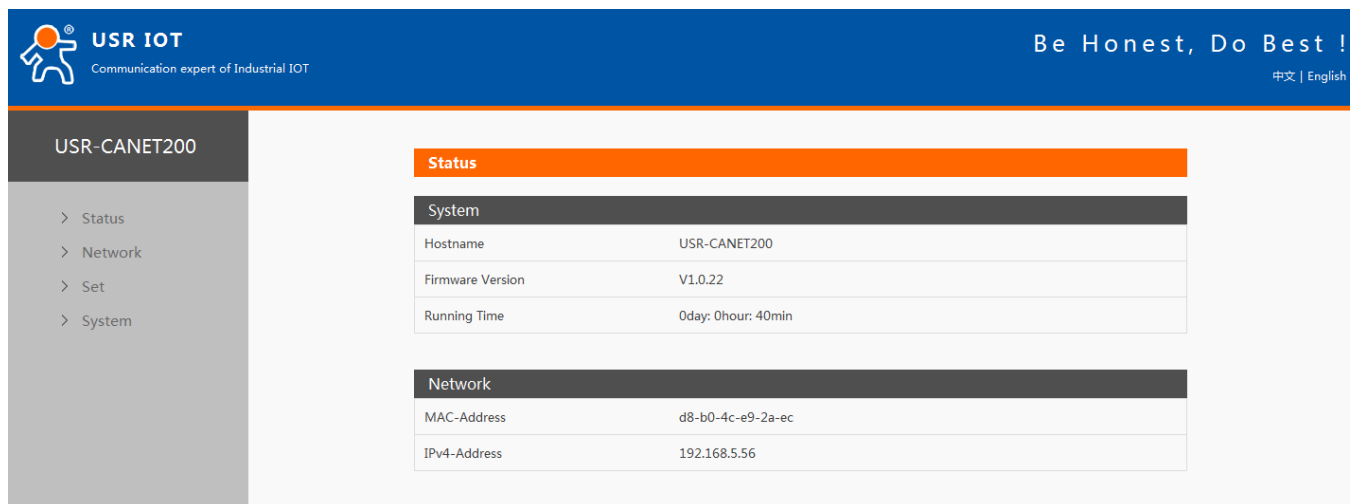 ®
USR IOT
Communication expert of Industrial IOT
Be Honest, Do Best !
中文 | English
USR-CANET200
> Status
> Network
> Set
> System
Status
System
Hostname USR-CANET200
Firmware Version V1.0.22
Running Time 0day: 0hour: 40min
Network
MAC-Address d8-b0-4c-e9-2a-ec
IPv4-Address 192.168.5.56